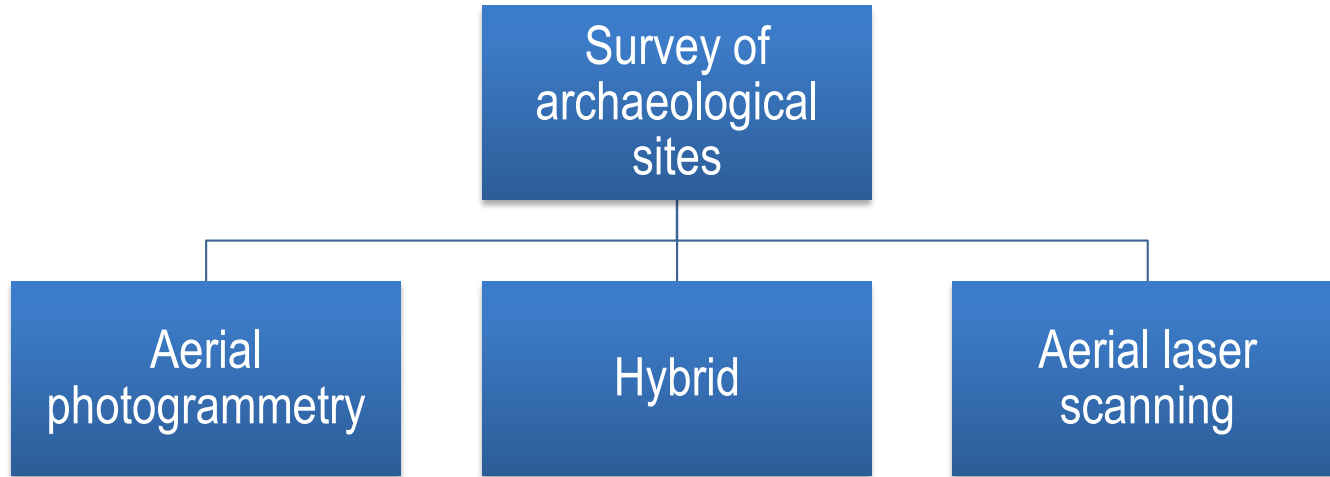 Survey of
archaeological
sites
Aerial
photogrammetry
Hybrid
Aerial laser
scanning